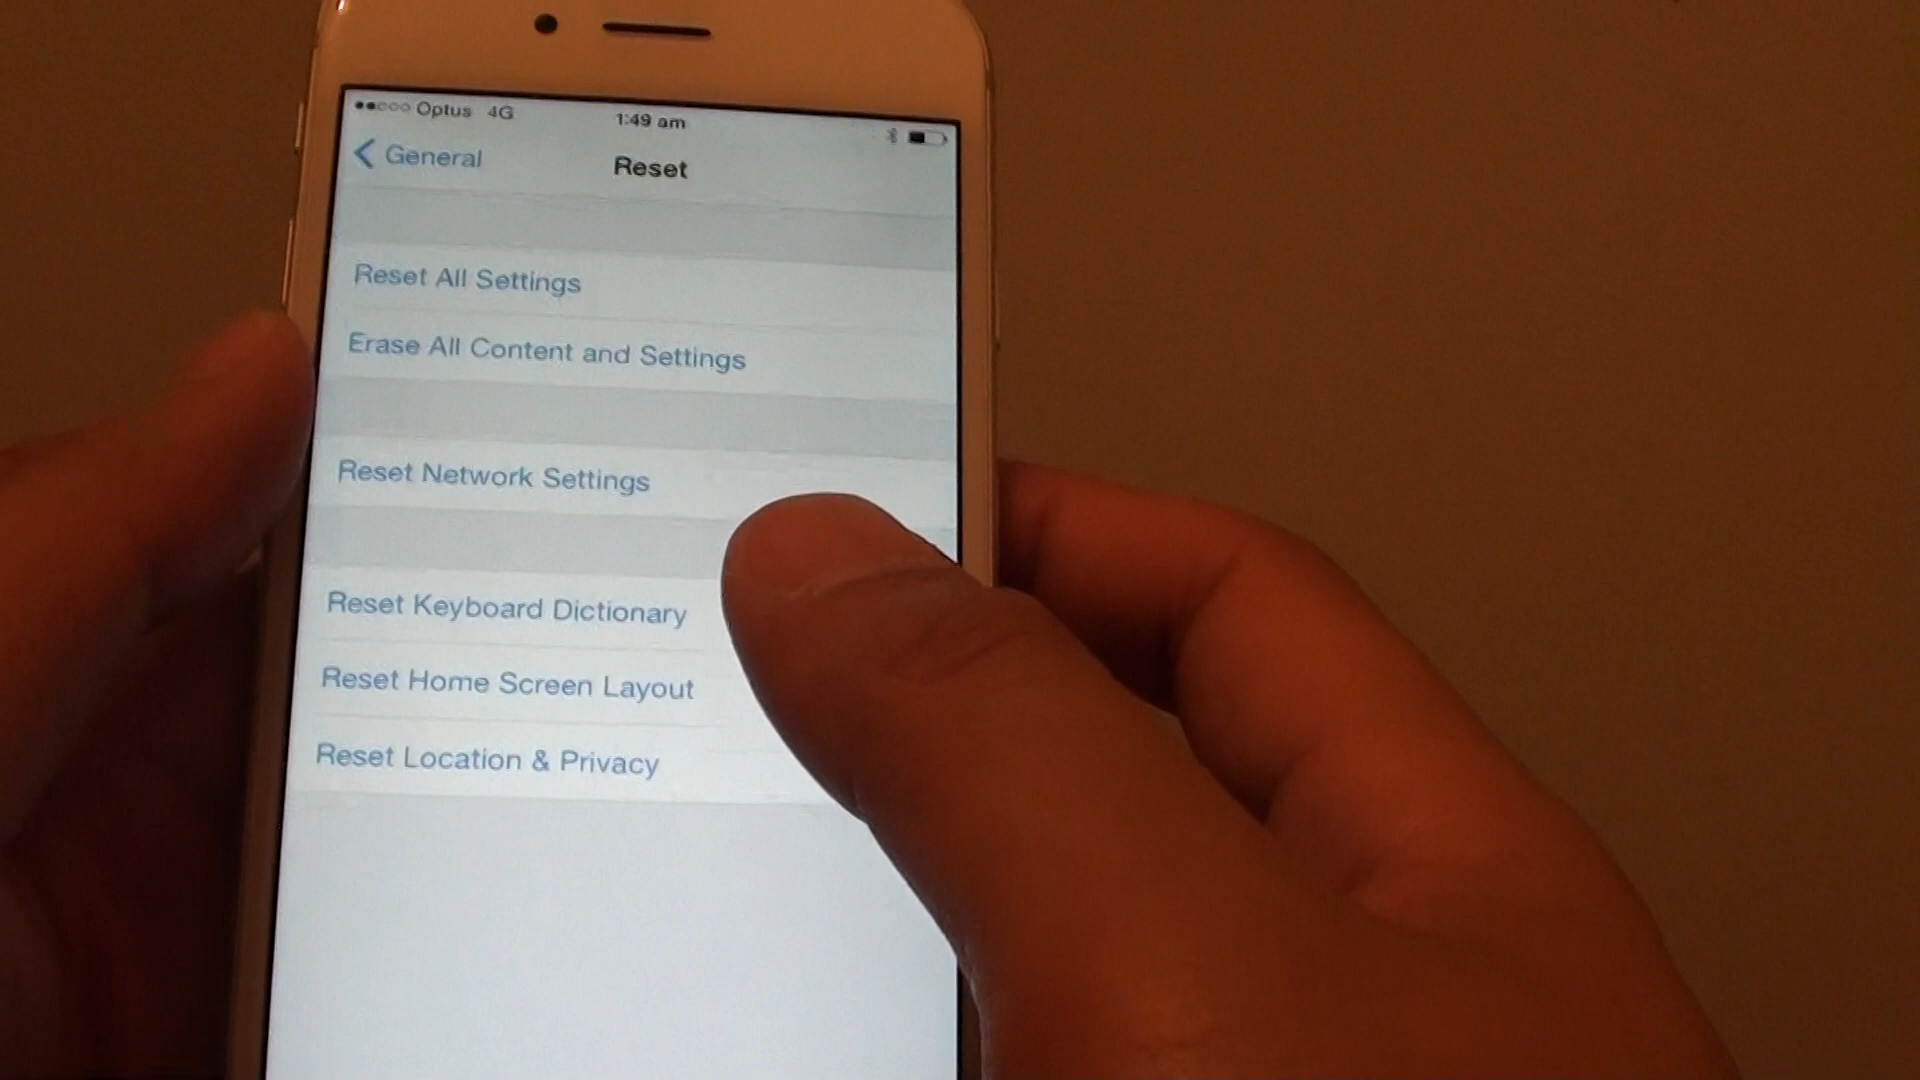 Optus 4G 1:49 am
General Reset
Reset All Settings
Erase All Content and Settings
Reset Network Settings
Reset Keyboard Dictionary
Reset Home Screen Layout
Reset Location & Privacy